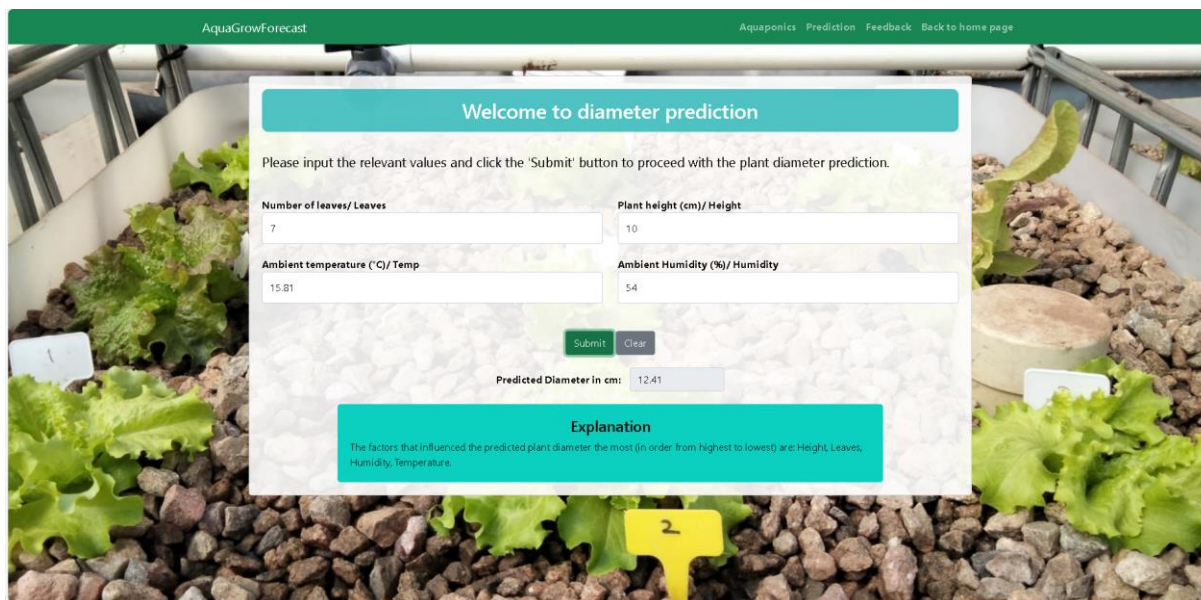 AquaGrowForecast
Aquaponics Prediction Feedback Back to home page
Welcome to diameter prediction
Please input the relevant values and click the 'Submit' button to proceed with the plant diameter prediction.
Number of leaves/ Leaves
Plant height (cm)/ Height
7
10
Ambient temperature (°C)/ Temp
Ambient Humidity (%)/ Humidity
15.81
54
Submit Clear
Predicted Diameter in cm: 12.41
Explanation
The factors that influenced the predicted plant diameter the most (in order from highest to lowest) are: Height, Leaves,
Humidity, Temperature.
1
2